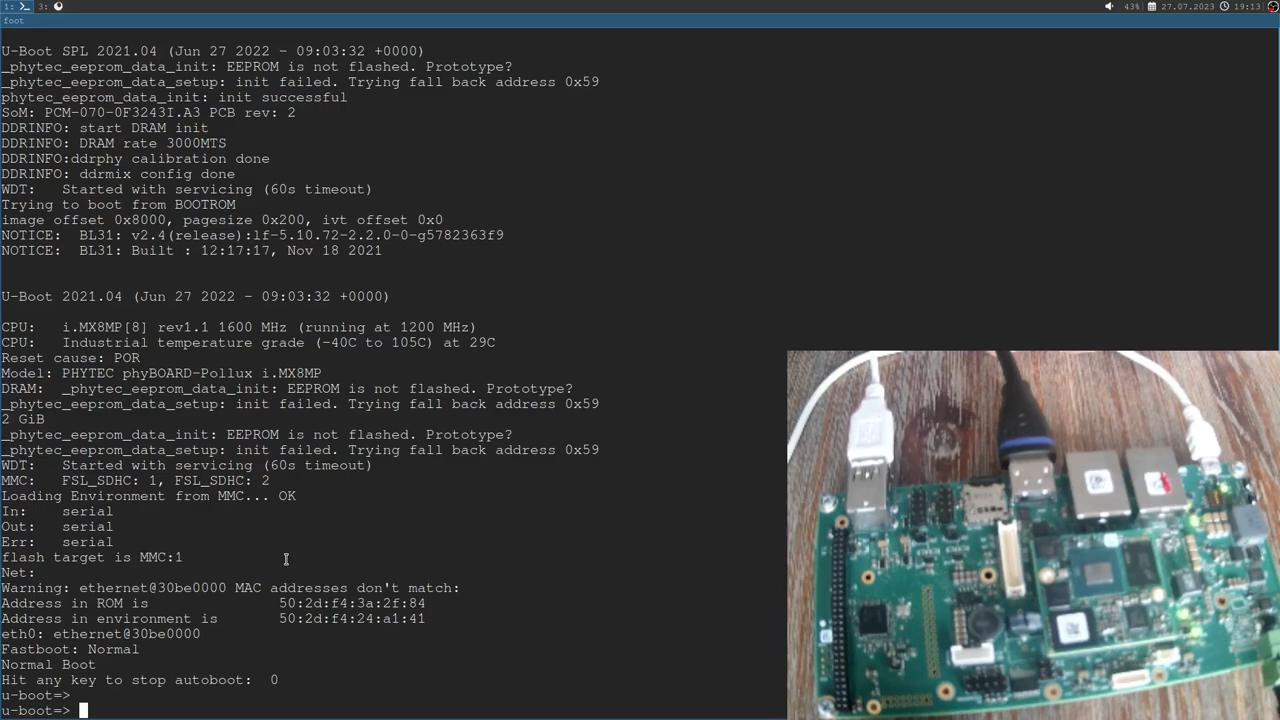 1: >_ 3:
43% 27.07.2023 19:13
foot
U-Boot SPL 2021.04 (Jun 27 2022 - 09:03:32 +0000)
_phytec_eeprom_data_init: EEPROM is not flashed. Prototype?
_phytec_eeprom_data_setup: init failed. Trying fall back address 0x59
phytec_eeprom_data_init: init successful
SoM: PCM-070-0F3243I.A3 PCB rev: 2
DDRINFO: start DRAM init
DDRINFO: DRAM rate 3000MTS
DDRINFO:ddrphy calibration done
DDRINFO: ddrmix config done
WDT:   Started with servicing (60s timeout)
Trying to boot from BOOTROM
image offset 0x8000, pagesize 0x200, ivt offset 0x0
NOTICE:  BL31: v2.4(release):lf-5.10.72-2.2.0-0-g5782363f9
NOTICE:  BL31: Built : 12:17:17, Nov 18 2021
U-Boot 2021.04 (Jun 27 2022 - 09:03:32 +0000)
CPU:   i.MX8MP[8] rev1.1 1600 MHz (running at 1200 MHz)
CPU:   Industrial temperature grade (-40C to 105C) at 29C
Reset cause: POR
Model: PHYTEC phyBOARD-Pollux i.MX8MP
DRAM:  _phytec_eeprom_data_init: EEPROM is not flashed. Prototype?
_phytec_eeprom_data_setup: init failed. Trying fall back address 0x59
2 GiB
_phytec_eeprom_data_init: EEPROM is not flashed. Prototype?
_phytec_eeprom_data_setup: init failed. Trying fall back address 0x59
WDT:   Started with servicing (60s timeout)
MMC:   FSL_SDHC: 1, FSL_SDHC: 2
Loading Environment from MMC... OK
In:    serial
Out:   serial
Err:   serial
flash target is MMC:1
Net:
Warning: ethernet@30be0000 MAC addresses don't match:
Address in ROM is                50:2d:f4:3a:2f:84
Address in environment is        50:2d:f4:24:a1:41
eth0: ethernet@30be0000
Fastboot: Normal
Normal Boot
Hit any key to stop autoboot:  0
u-boot=>
u-boot=>